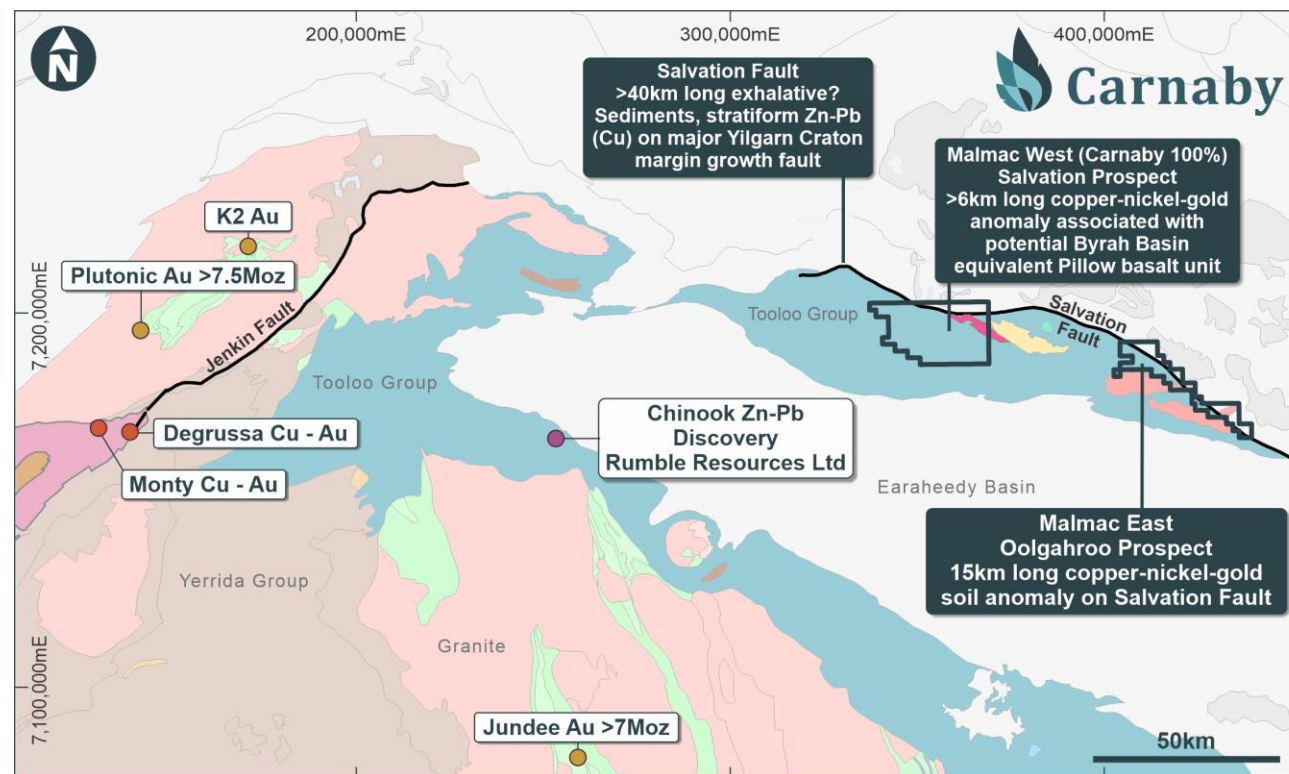 200,000mE
300,000mE
400,000mE
N
Carnaby
Salvation Fault
>40km long exhalative?
Sediments, stratiform Zn-Pb
(Cu) on major Yilgarn Craton
margin growth fault
Malmac West (Carnaby 100%)
Salvation Prospect
>6km long copper-nickel-gold
anomaly associated with
potential Byrah Basin
equivalent Pillow basalt unit
K2 Au
Plutonic Au >7.5Moz
7,200,000mE
Jenkin Fault
Tooloo Group
Salvation
Fault
Tooloo Group
Degrussa Cu - Au
Monty Cu - Au
Chinook Zn-Pb
Discovery
Rumble Resources Ltd
Earaheedy Basin
Malmac East
Oolgahroo Prospect
15km long copper-nickel-gold
soil anomaly on Salvation Fault
Yerrida Group
Granite
7,100,000mE
Jundee Au >7Moz
50km